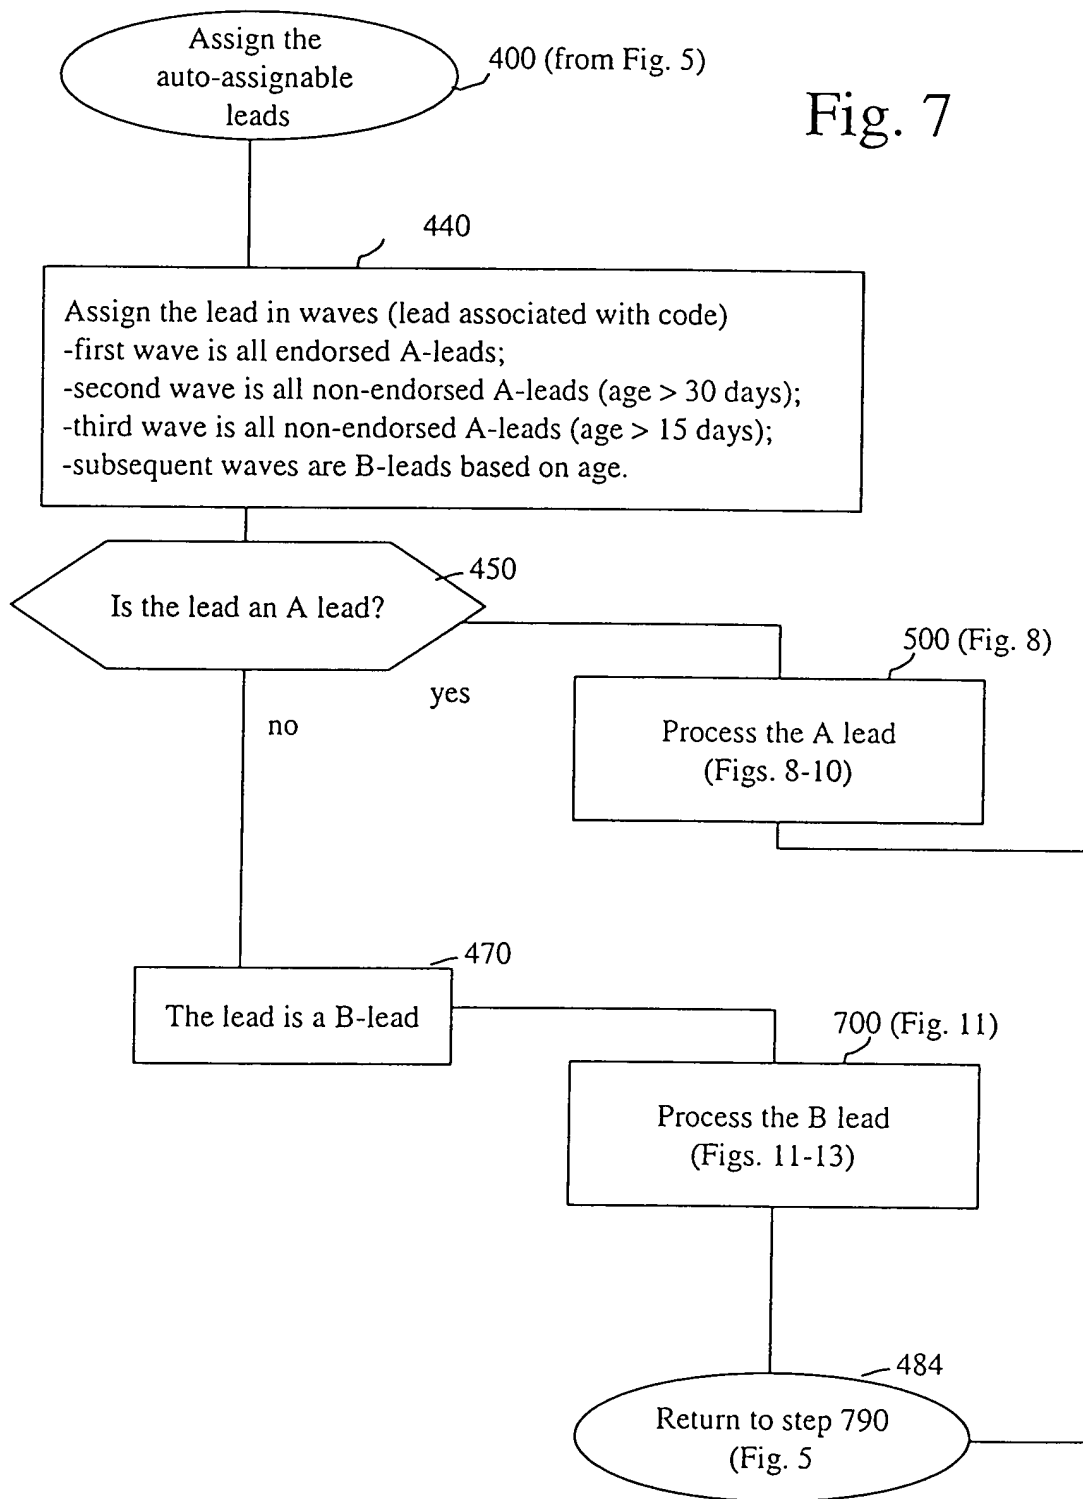 Assign the
auto-assignable
leads
400 (from Fig. 5)
Fig. 7
440
Assign the lead in waves (lead associated with code)
-first wave is all endorsed A-leads;
-second wave is all non-endorsed A-leads (age > 30 days);
-third wave is all non-endorsed A-leads (age > 15 days);
-subsequent waves are B-leads based on age.
450
Is the lead an A lead?
yes
no
500 (Fig. 8)
Process the A lead
(Figs. 8-10)
470
The lead is a B-lead
700 (Fig. 11)
Process the B lead
(Figs. 11-13)
484
Return to step 790
(Fig. 5